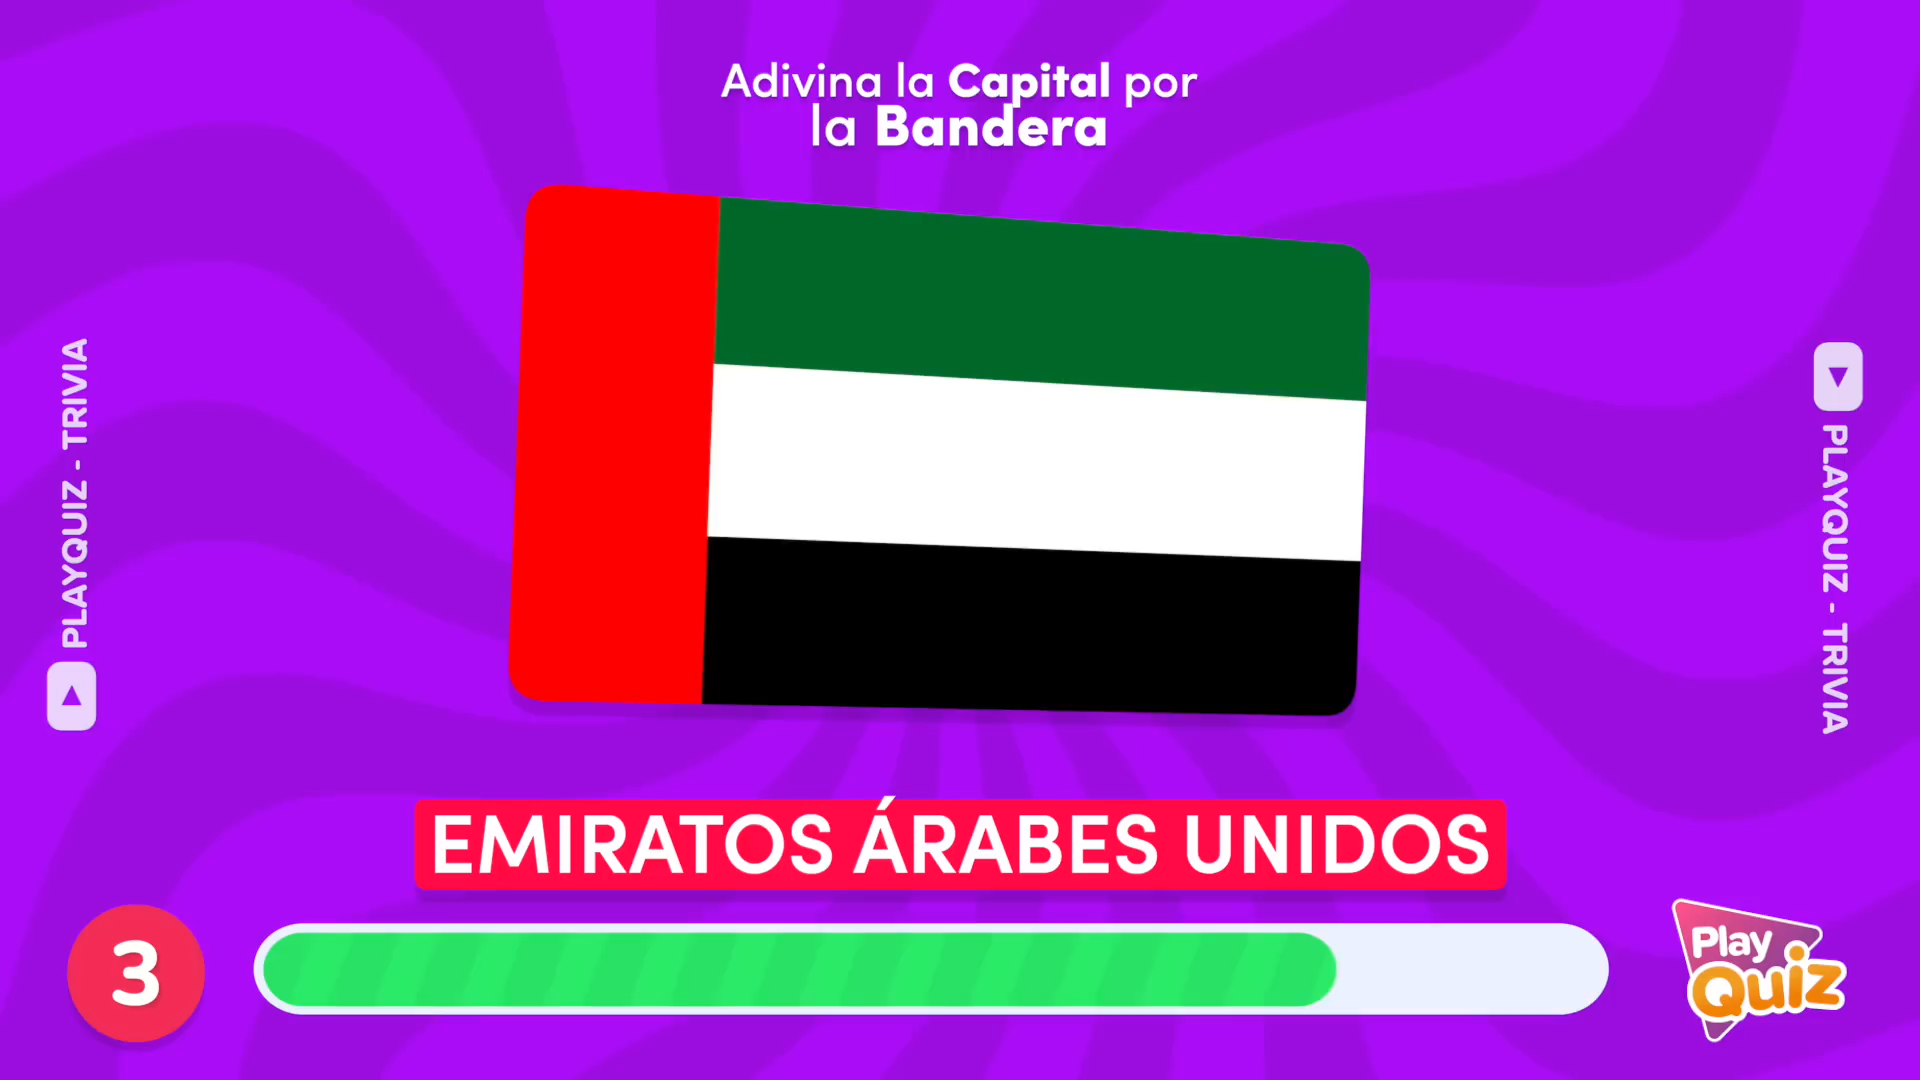 Adivina la Capital por
la Bandera
PLAYQUIZ - TRIVIA
PLAYQUIZ - TRIVIA
EMIRATOS ÁRABES UNIDOS
3
Play
Quiz